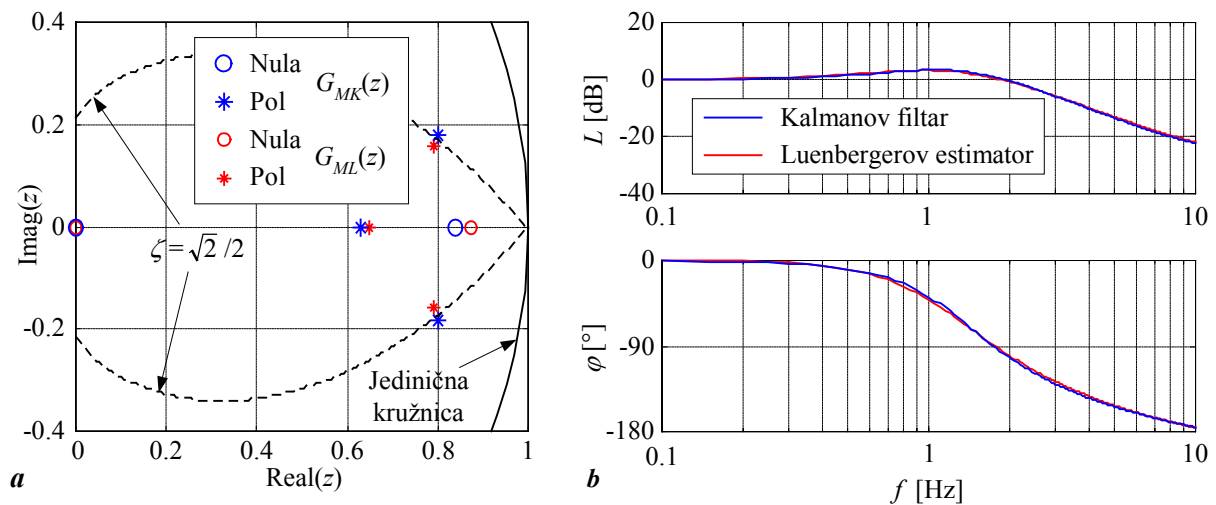 0.4
0.2
0
-0.2
-0.4
Imag(z)
Nula
Pol
G_MK(z)
Nula
Pol
G_ML(z)
ζ = √2 /2
Jedinična
kružnica
0
0.2
0.4
0.6
0.8
1
Real(z)
a
20
0
-20
-40
L [dB]
Kalmanov filtar
Luenbergerov estimator
0.1
1
10
0
-90
-180
φ [°]
0.1
1
10
f [Hz]
b